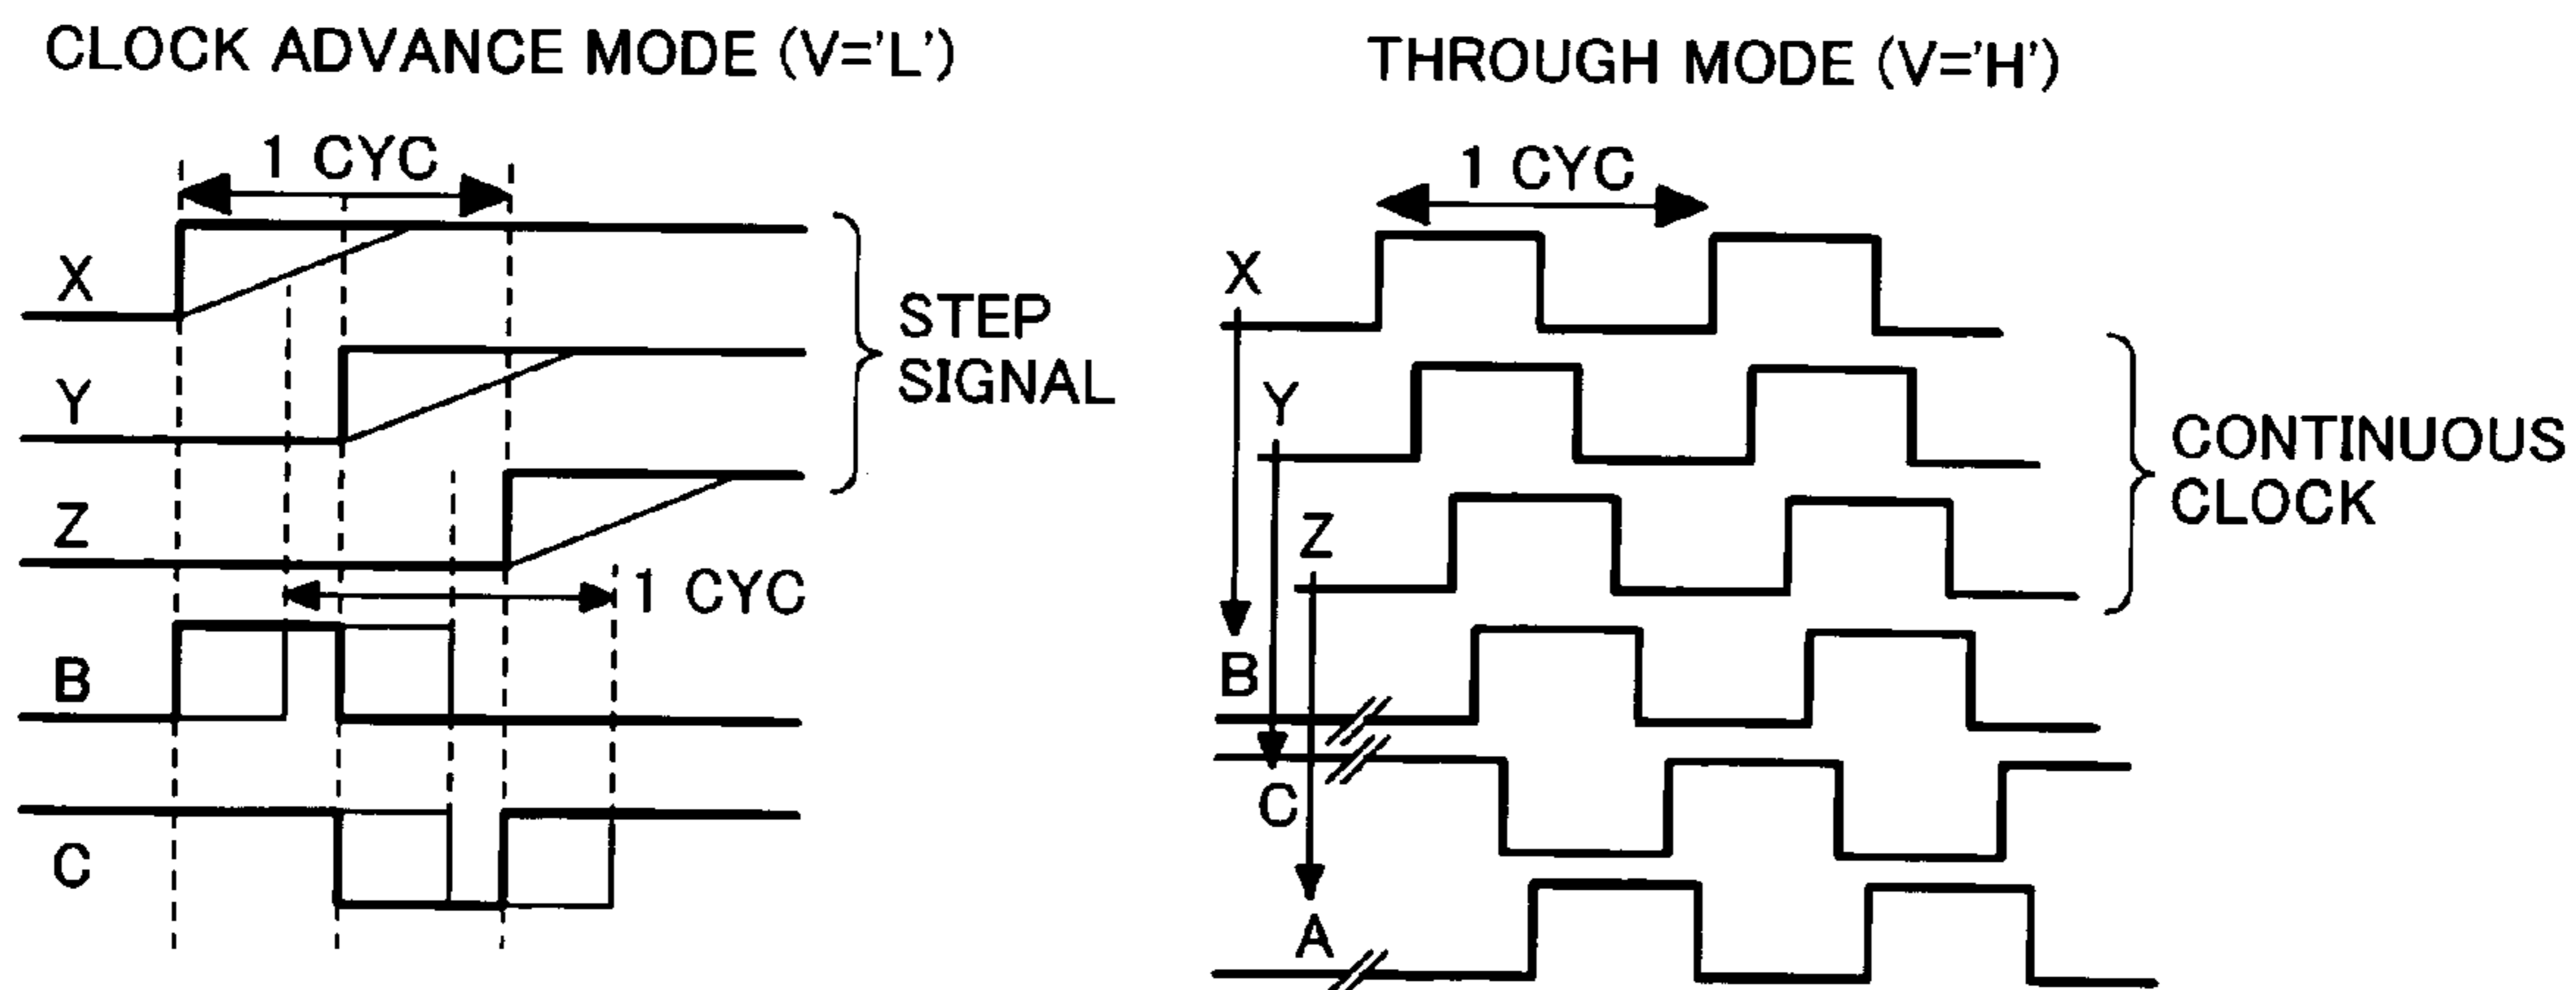 CLOCK ADVANCE MODE (V='L')
1 CYC
X
Y
Z
STEP
SIGNAL
1 CYC
B
C
THROUGH MODE (V='H')
1 CYC
X
Y
Z
CONTINUOUS
CLOCK
B
C
A